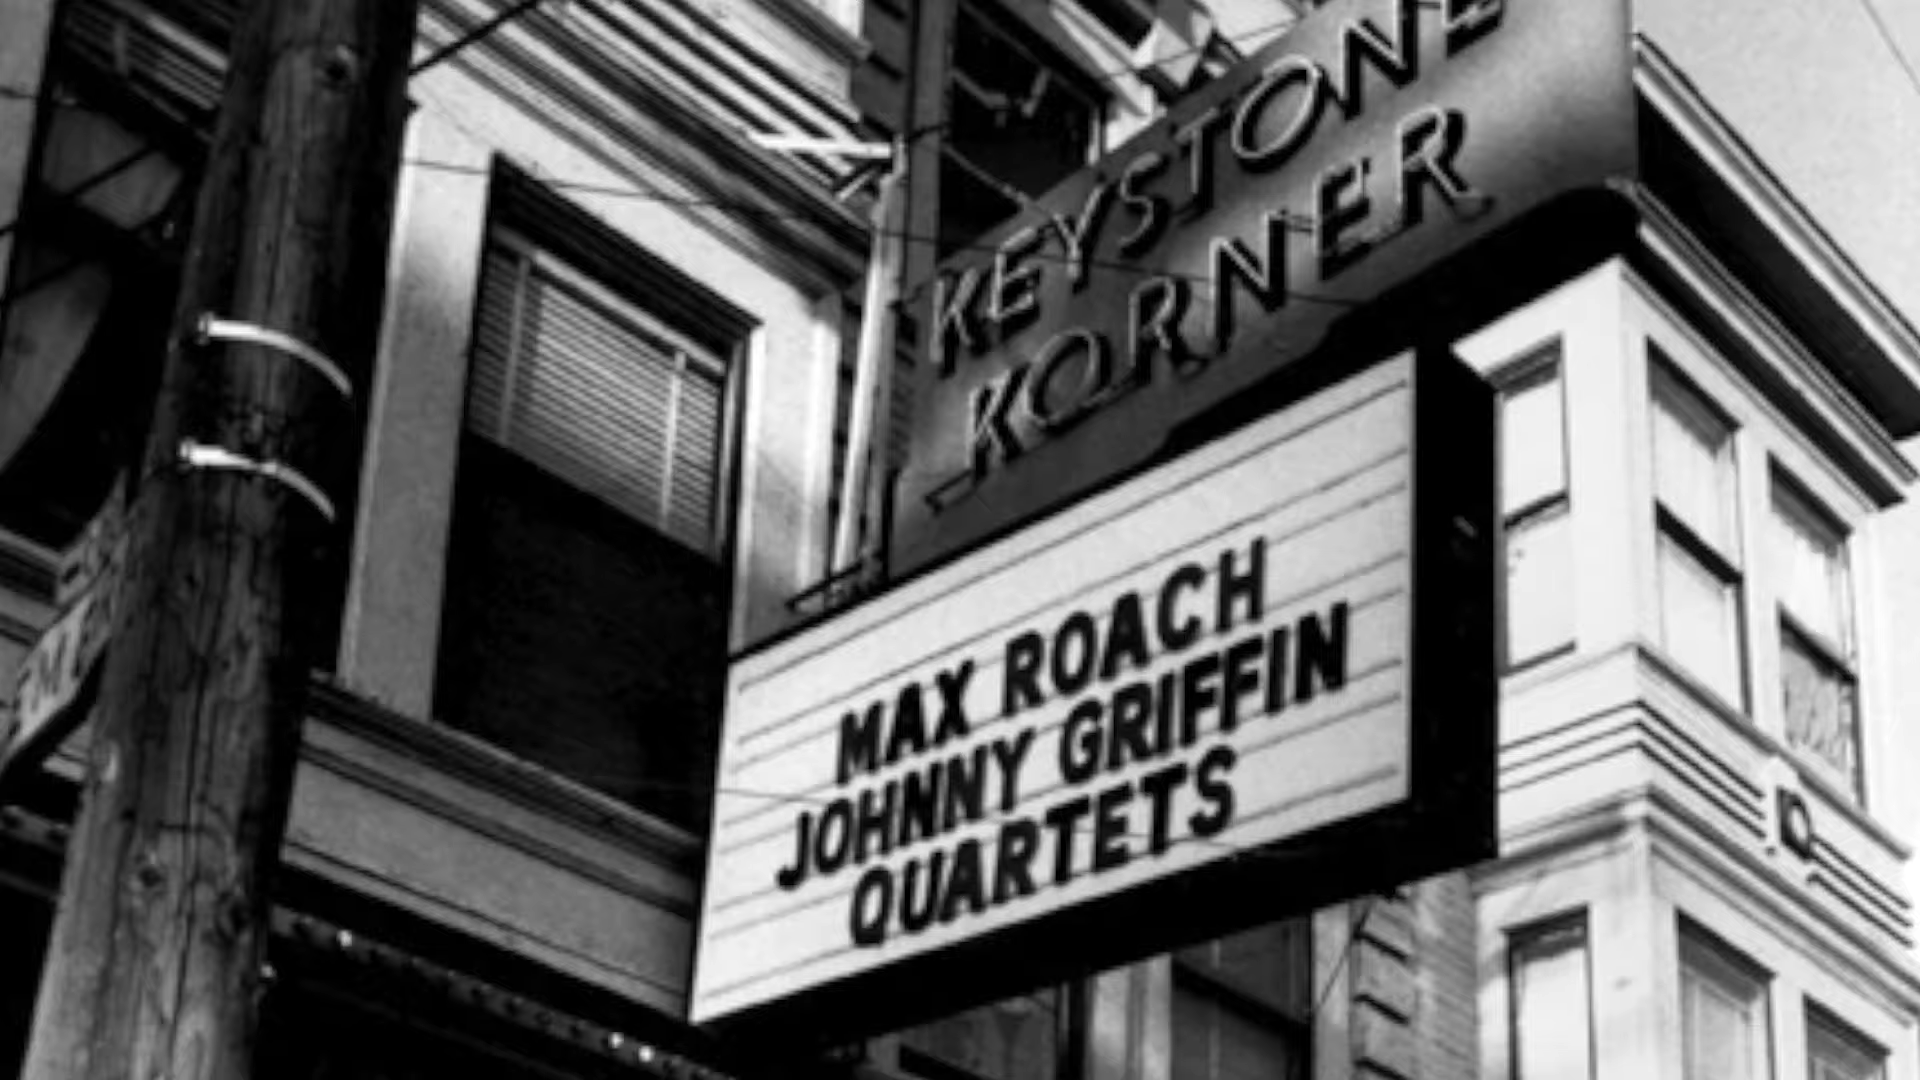 KEYSTONE
KORNER
MAX ROACH
JOHNNY GRIFFIN
QUARTETS